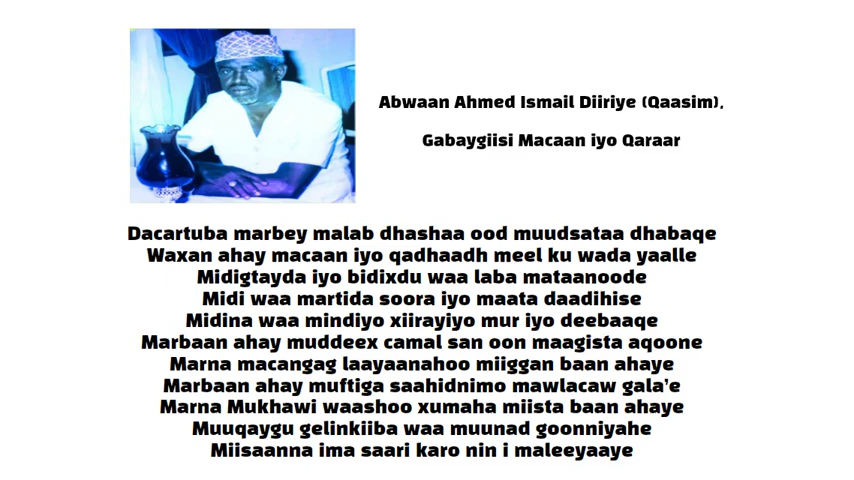 Abwaan Ahmed Ismail Diiriye (Qaasim),
Gabaygiisi Macaan iyo Qaraar
Dacartuba marbey malab dhashaa ood muudsataa dhabaqe
Waxan ahay macaan iyo qadhaadh meel ku wada yaalle
Midigtayda iyo bidixdu waa laba mataanoode
Midi waa martida soora iyo maata daadihise
Midina waa mindiyo xiirayiyo mur iyo deebaaqe
Marbaan ahay muddeex camal san oon maagista aqoone
Marna macangag laayaanahoo miiggan baan ahaye
Marbaan ahay muftiga saahidnimo mawlacaw gala’e
Marna Mukhawi waashoo xumaha miista baan ahaye
Muuqaygu gelinkiiba waa muunad goonniyahe
Miisaanna ima saari karo nin i maleeyaaye